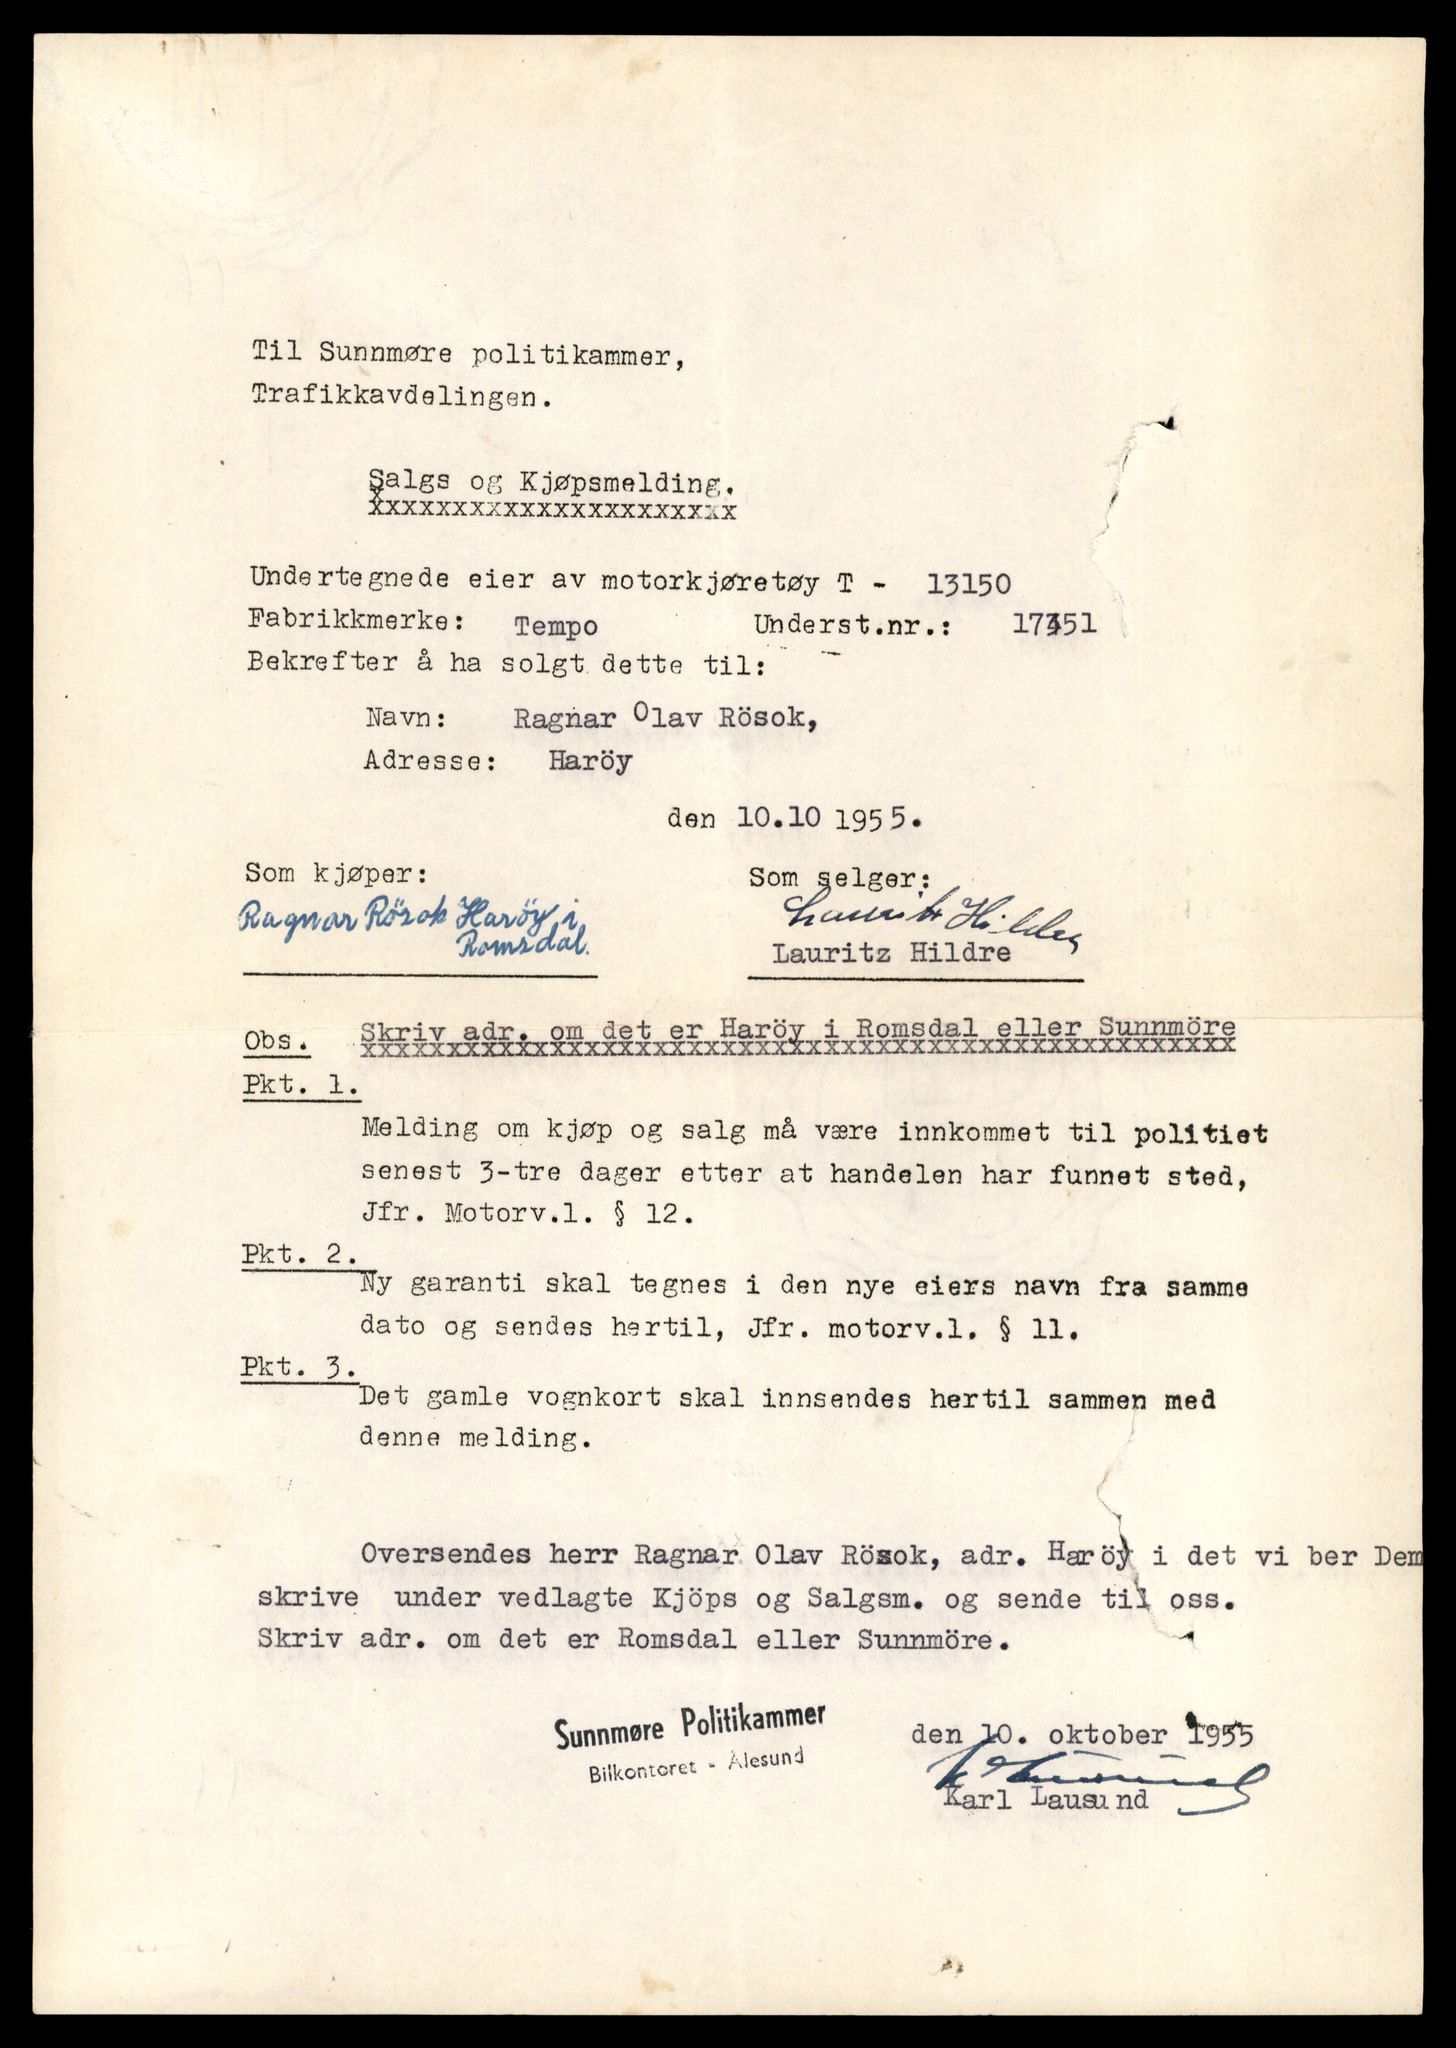 Til Sunnmøre politikammer,
Trafikkavdelingen.
Salgs og Kjøpsmelding.
xxxxxxxxxxxxxxxxxxxxxx
Undertegnede eier av motorkjøretøy T - 13150
Fabrikkmerke: Tempo Underst.nr.:
Bekrefter å ha solgt dette til:
Navn: Ragnar Olav Rösok,
Adresse: Haröy
den 10.10 1955.
Som kjøper: Som selger:
Ragnar Rösok Haröy i Lauritz Hildre
Romsdal.
Lauritz Hildre
Obs. Skriv adr. om det er Haröy i Romsdal eller Sunnmöre
xxxxxxxxxxxxxxxxxxxxxxxxxxxxxxxxxxxxxxxxxxxxxxxxxxx
Pkt. 1.
Melding om kjøp og salg må være innkommet til politiet
senest 3-tre dager etter at handelen har funnet sted,
Jfr. Motorv.l. § 12.
Pkt. 2.
Ny garanti skal tegnes i den nye eiers navn fra samme
dato og sendes hertil, Jfr. motorv.l. § 11.
Pkt. 3.
Det gamle vognkort skal innsendes hertil sammen med
denne melding.
Oversendes herr Ragnar Olav Rösok, adr. Haröy i det vi ber Dem
skrive under vedlagte Kjöps og Salgsm. og sende til oss.
Skriv adr. om det er Romsdal eller Sunnmöre.
Sunnmøre Politikammer
Bilkontoret - Ålesund
den 10. oktober 1955
Karl Lausund